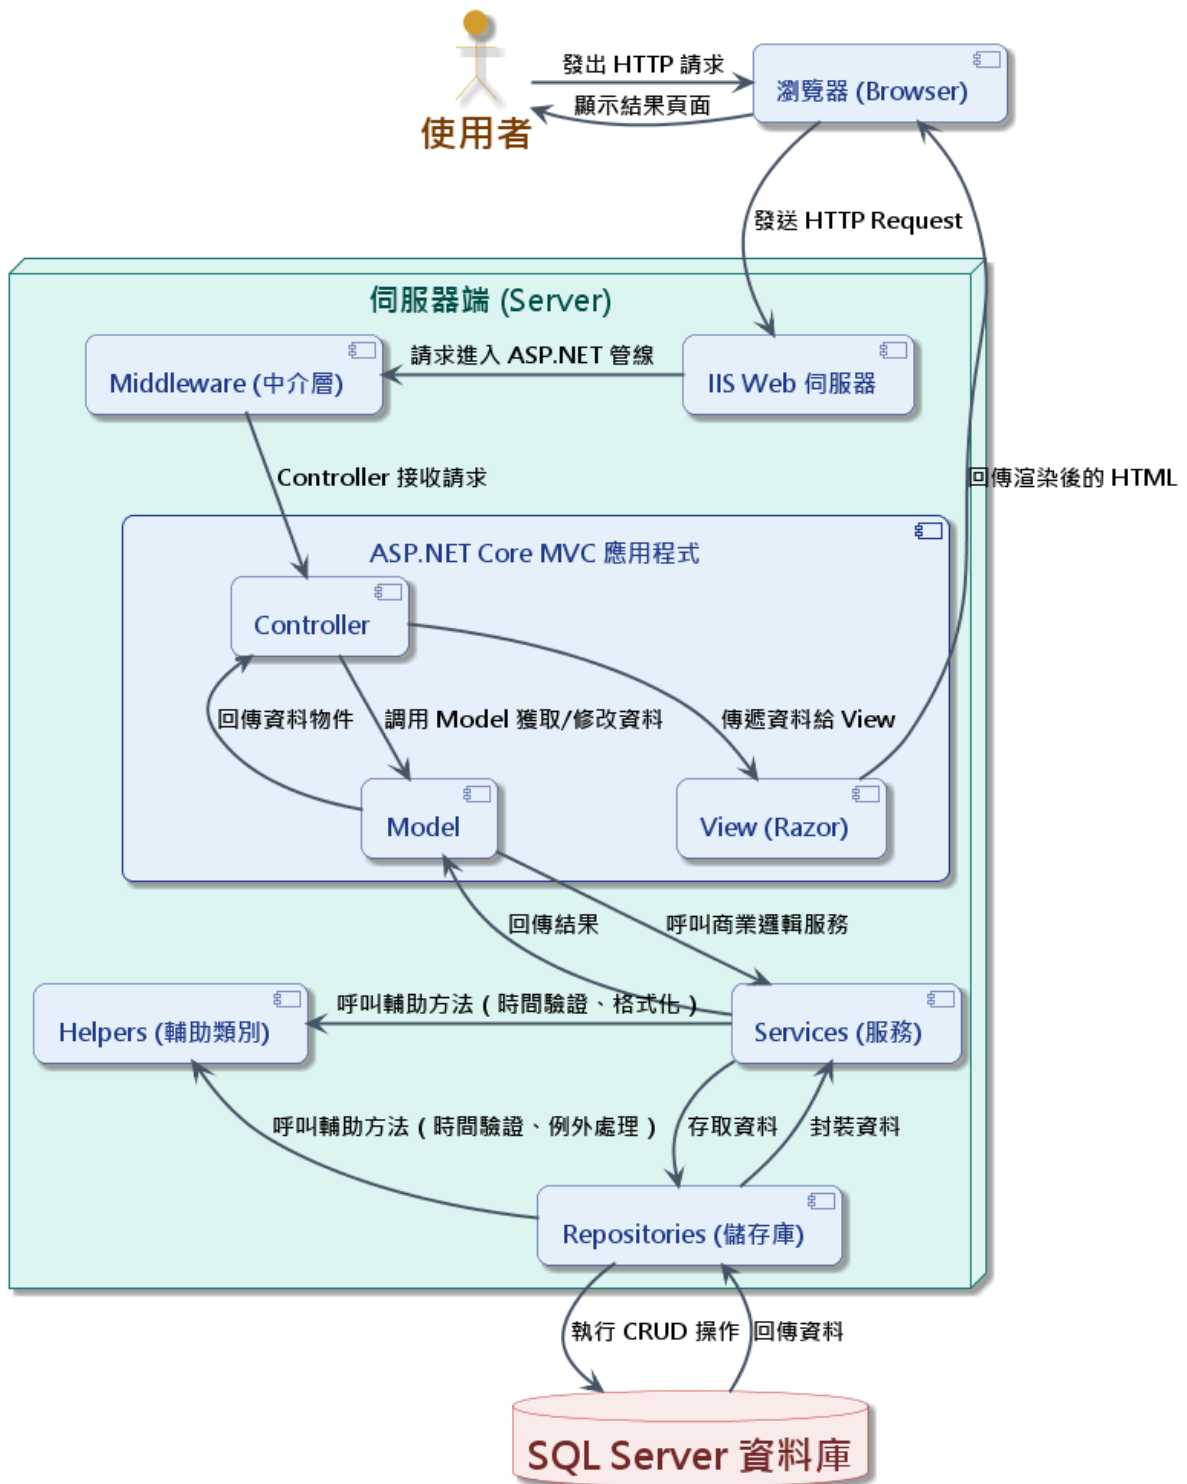 發出 HTTP 請求
瀏覽器 (Browser)
顯示結果頁面
使用者
發送 HTTP Request
伺服器端 (Server)
請求進入 ASP.NET 管線
Middleware (中介層)
IIS Web 伺服器
Controller 接收請求
回傳渲染後的 HTML
ASP.NET Core MVC 應用程式
Controller
回傳資料物件
調用 Model 獲取/修改資料
傳遞資料給 View
Model
View (Razor)
回傳結果
呼叫商業邏輯服務
呼叫輔助方法 ( 時間驗證、格式化 )
Helpers (輔助類別)
Services (服務)
呼叫輔助方法 ( 時間驗證、例外處理 )
存取資料
封裝資料
Repositories (儲存庫)
執行 CRUD 操作
回傳資料
SQL Server 資料庫